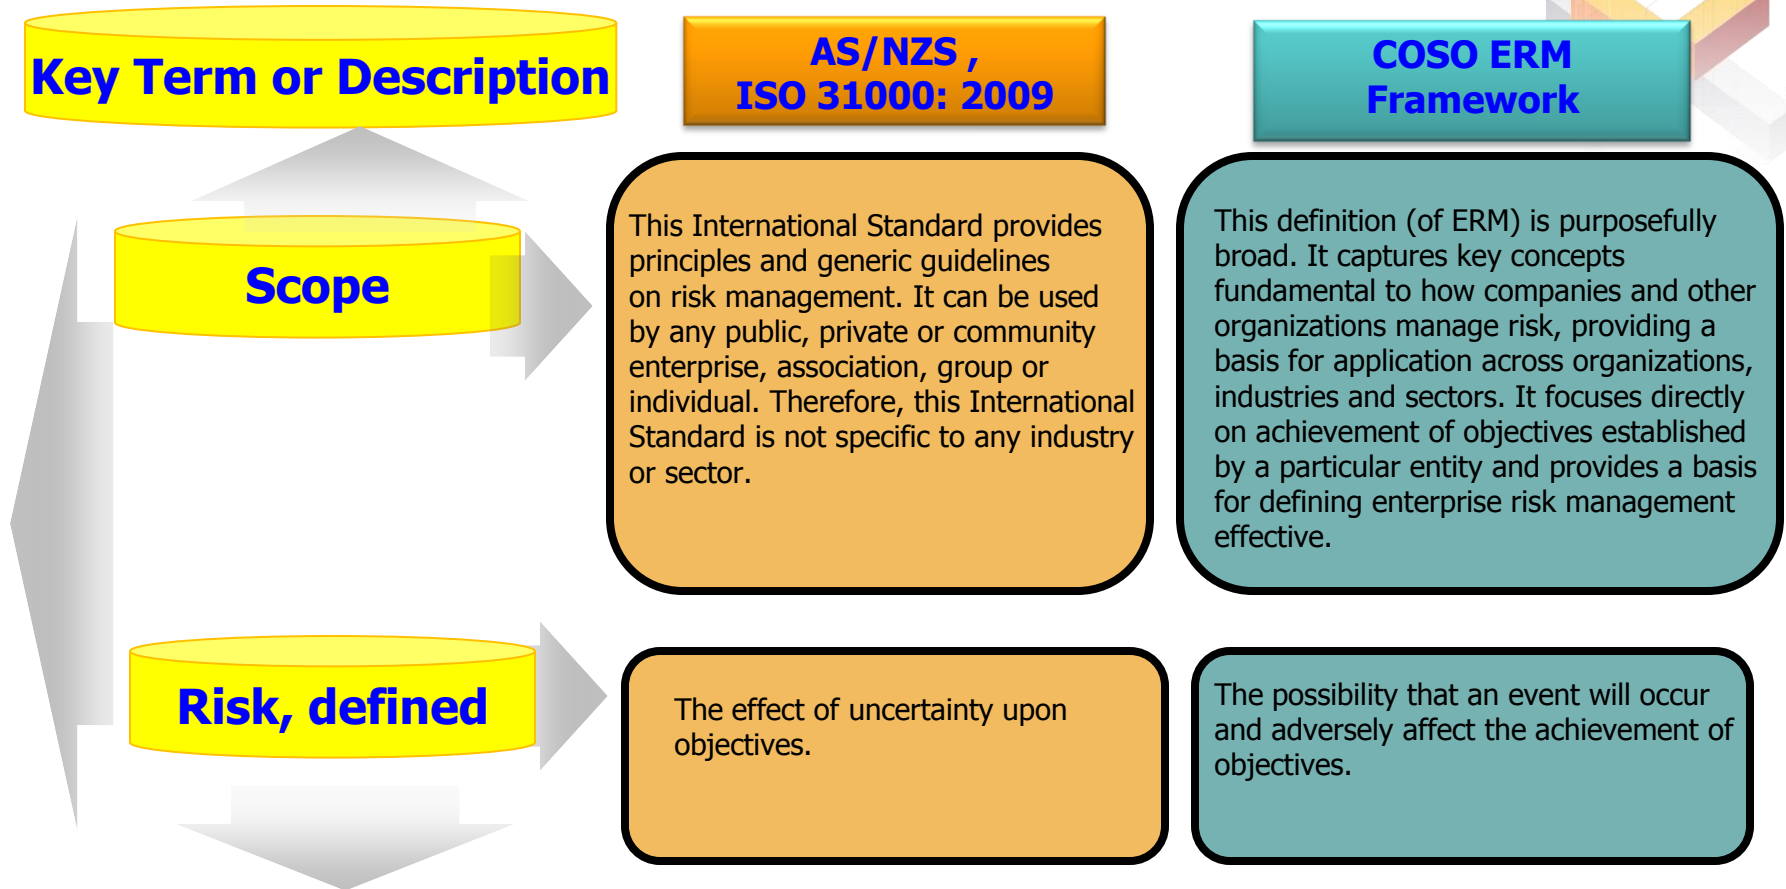 Key Term or Description
AS/NZS ,
ISO 31000: 2009
COSO ERM
Framework
Scope
This International Standard provides
principles and generic guidelines
on risk management. It can be used
by any public, private or community
enterprise, association, group or
individual. Therefore, this International
Standard is not specific to any industry
or sector.
This definition (of ERM) is purposefully
broad. It captures key concepts
fundamental to how companies and other
organizations manage risk, providing a
basis for application across organizations,
industries and sectors. It focuses directly
on achievement of objectives established
by a particular entity and provides a basis
for defining enterprise risk management
effective.
Risk, defined
The effect of uncertainty upon
objectives.
The possibility that an event will occur
and adversely affect the achievement of
objectives.